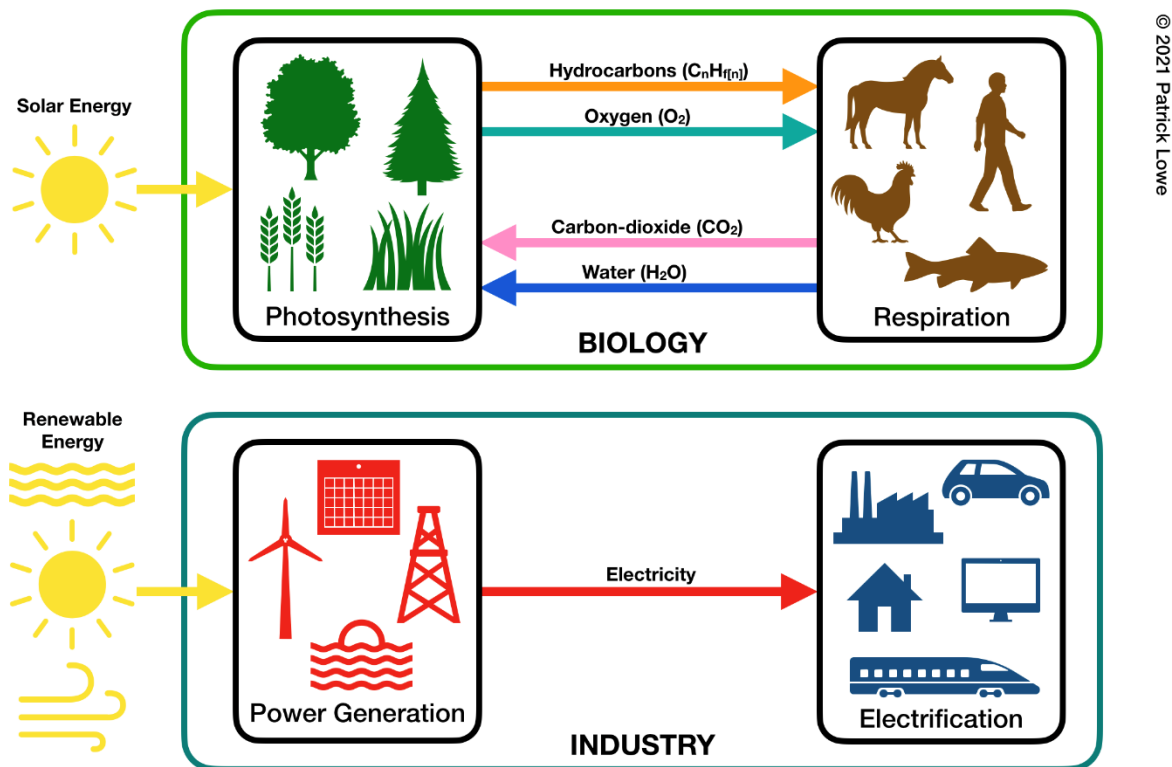 © 2021 Patrick Lowe
Solar Energy
Hydrocarbons (CnHf[n])
Oxygen (O₂)
Carbon-dioxide (CO₂)
Water (H₂O)
Photosynthesis
Respiration
BIOLOGY
Renewable
Energy
Electricity
Power Generation
Electrification
INDUSTRY